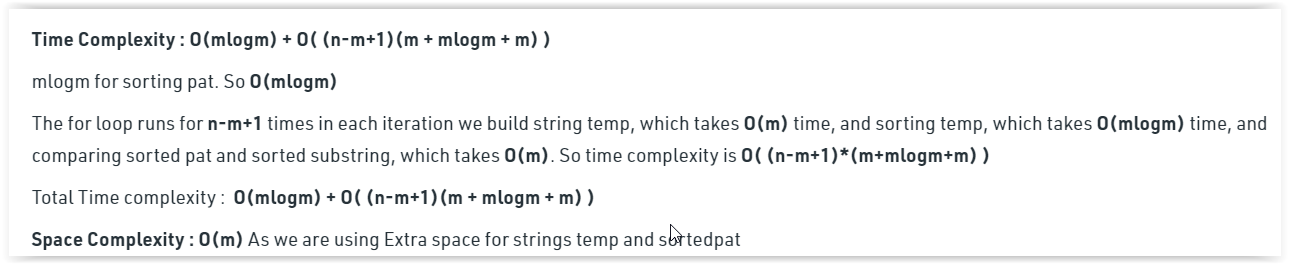 Time Complexity : O(mlogm) + O( (n-m+1)(m + mlogm + m) )
mlogm for sorting pat. So O(mlogm)
The for loop runs for n-m+1 times in each iteration we build string temp, which takes O(m) time, and sorting temp, which takes O(mlogm) time, and
comparing sorted pat and sorted substring, which takes O(m). So time complexity is O( (n-m+1)*(m+mlogm+m) )
Total Time complexity : O(mlogm) + O( (n-m+1)(m + mlogm + m) )
Space Complexity : O(m) As we are using Extra space for strings temp and sortedpat